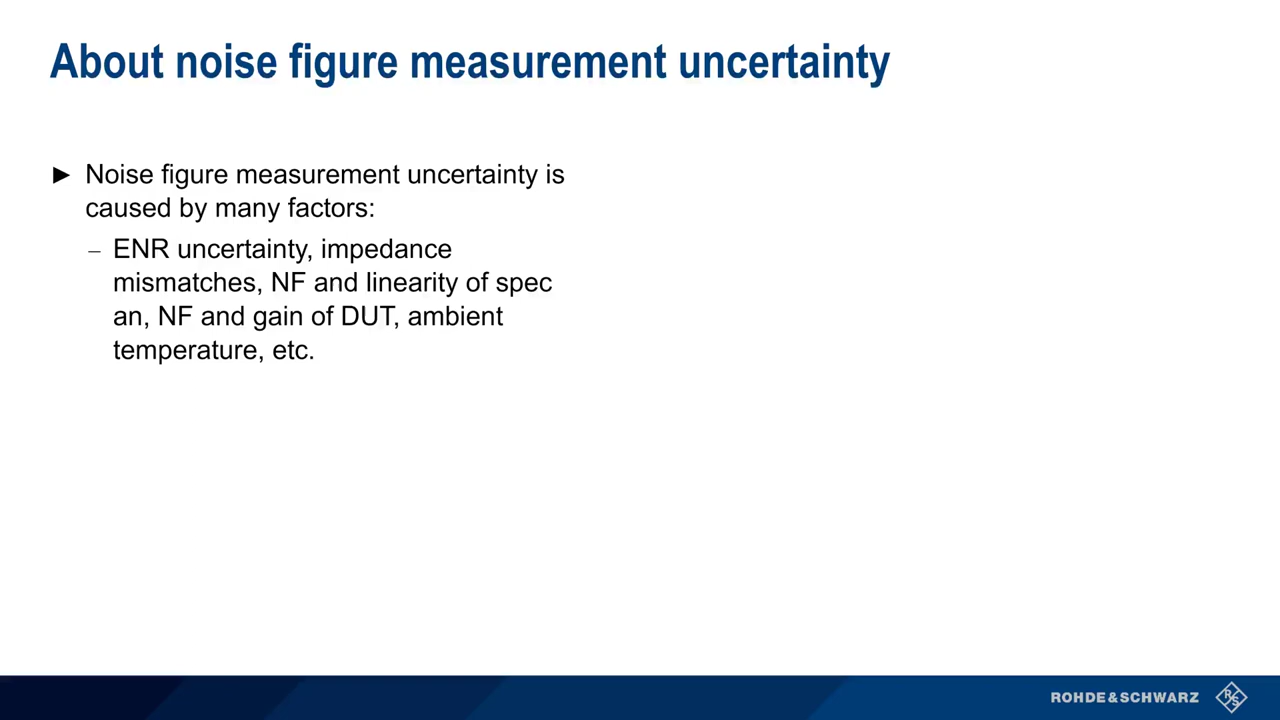 About noise figure measurement uncertainty
► Noise figure measurement uncertainty is
caused by many factors:
– ENR uncertainty, impedance
mismatches, NF and linearity of spec
an, NF and gain of DUT, ambient
temperature, etc.
ROHDE&SCHWARZ
R&S